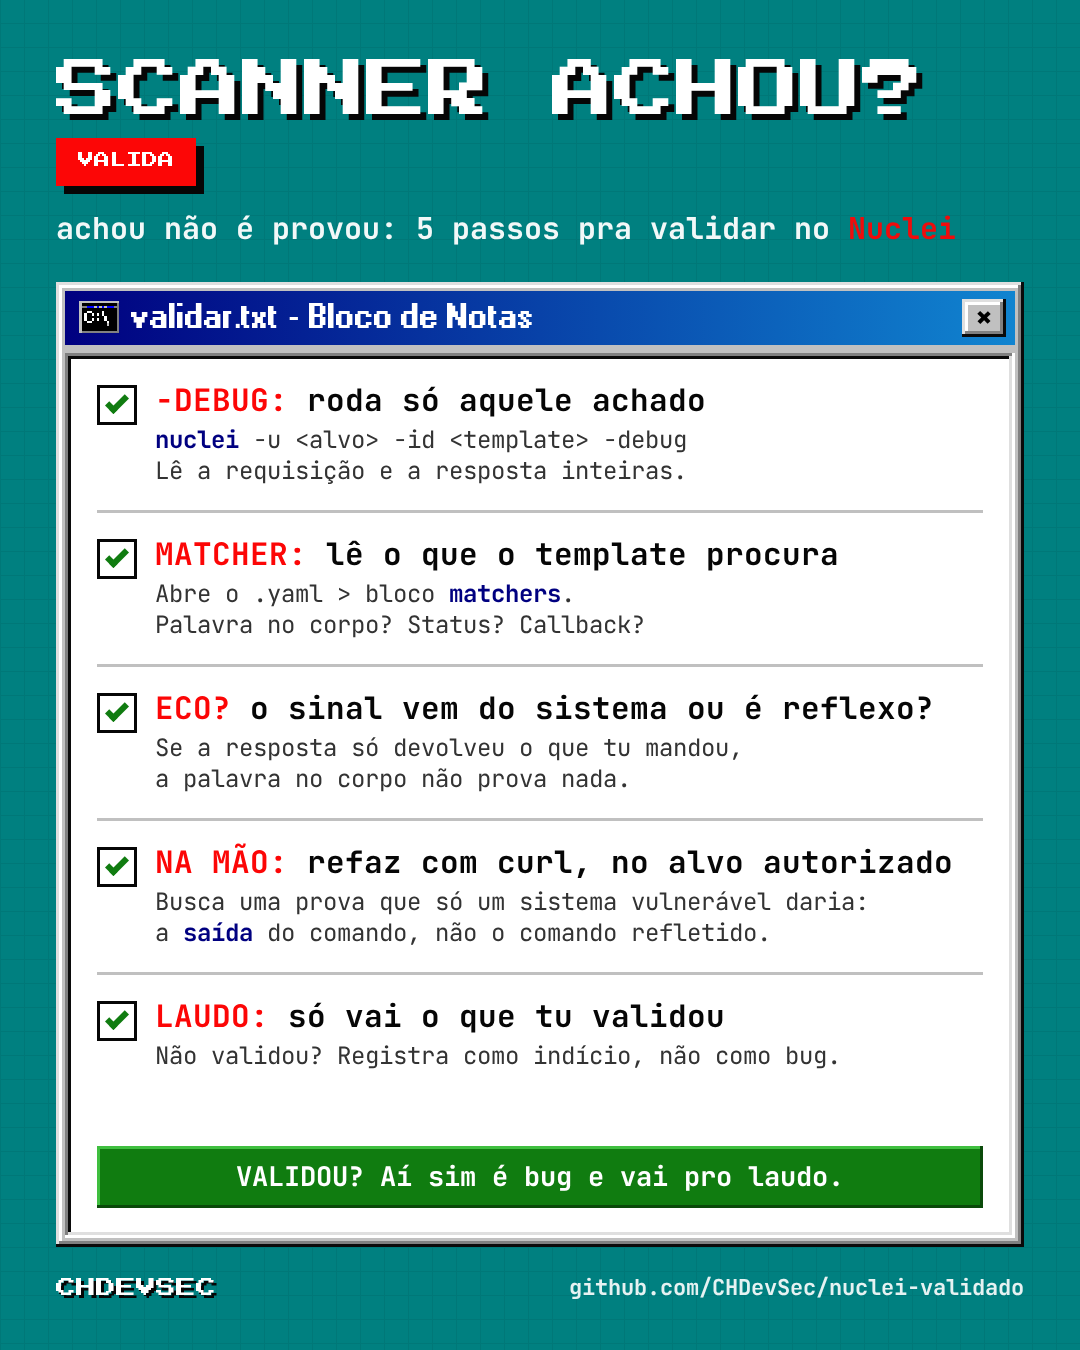 SCANNER ACHOU?
VALIDA
achou não é provou: 5 passos pra validar no Nuclei
C:\
validar.txt - Bloco de Notas
-DEBUG: roda só aquele achado
nuclei -u <alvo> -id <template> -debug
Lê a requisição e a resposta inteiras.
MATCHER: lê o que o template procura
Abre o .yaml > bloco matchers.
Palavra no corpo? Status? Callback?
ECO? o sinal vem do sistema ou é reflexo?
Se a resposta só devolveu o que tu mandou,
a palavra no corpo não prova nada.
NA MÃO: refaz com curl, no alvo autorizado
Busca uma prova que só um sistema vulnerável daria:
a saída do comando, não o comando refletido.
LAUDO: só vai o que tu validou
Não validou? Registra como indício, não como bug.
VALIDOU? Aí sim é bug e vai pro laudo.
CHDEVSEC
github.com/CHDevSec/nuclei-validado